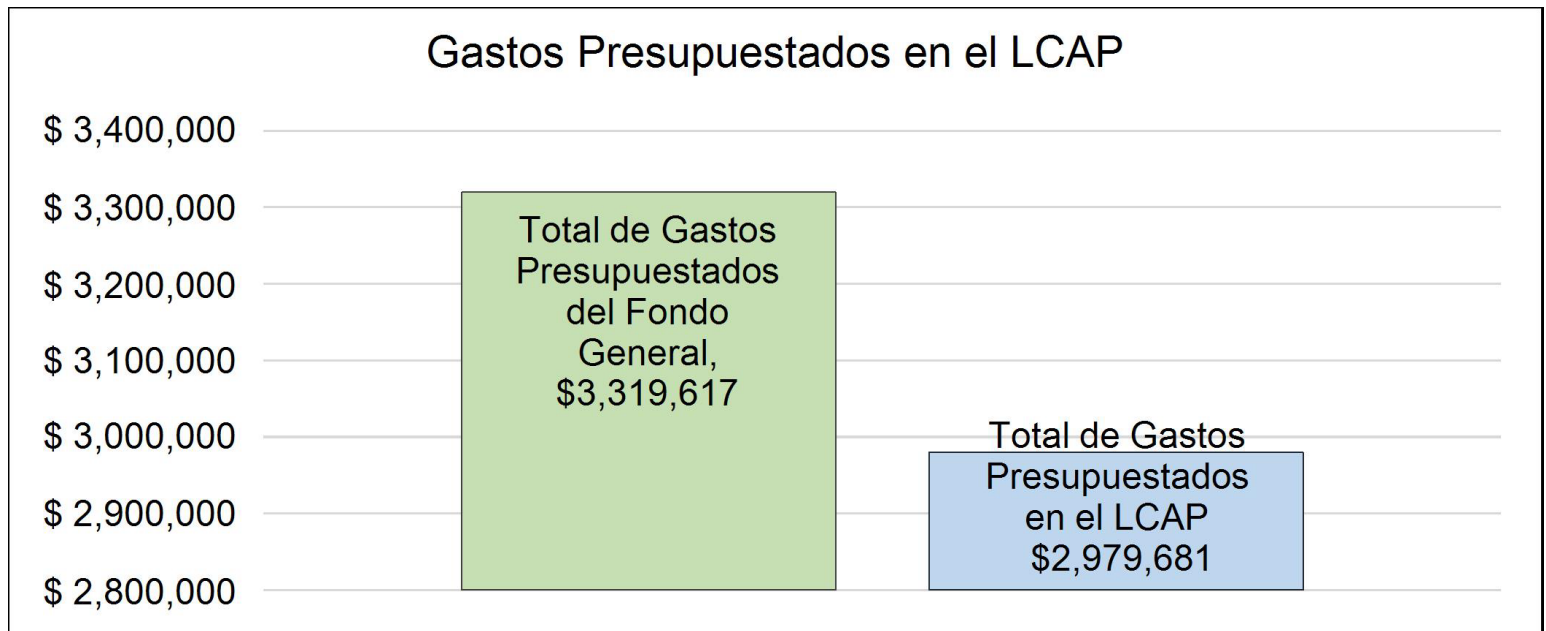 Gastos Presupuestados en el LCAP
$ 3,400,000
$ 3,300,000
$ 3,200,000
$ 3,100,000
$ 3,000,000
$ 2,900,000
$ 2,800,000
Total de Gastos
Presupuestados
del Fondo
General,
$3,319,617
Total de Gastos
Presupuestados
en el LCAP
$2,979,681